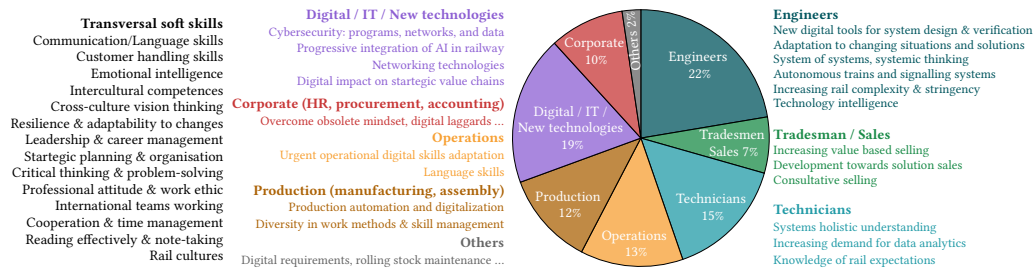 Transversal soft skills
Communication/Language skills
Customer handling skills
Emotional intelligence
Intercultural competences
Cross-culture vision thinking
Resilience & adaptability to changes
Leadership & career management
Startegic planning & organisation
Critical thinking & problem-solving
Professional attitude & work ethic
International teams working
Cooperation & time management
Reading effectively & note-taking
Rail cultures
Digital / IT / New technologies
Cybersecurity: programs, networks, and data
Progressive integration of AI in railway
Networking technologies
Digital impact on startegic value chains
Corporate (HR, procurement, accounting)
Overcome obsolete mindset, digital laggards ...
Operations
Urgent operational digital skills adaptation
Language skills
Production (manufacturing, assembly)
Production automation and digitalization
Diversity in work methods & skill management
Others
Digital requirements, rolling stock maintenance ...
Engineers
22%
Tradesmen
Sales 7%
Technicians
15%
Operations
13%
Production
12%
Digital / IT /
New technologies
19%
Corporate
10%
Others 2%
Engineers
New digital tools for system design & verification
Adaptation to changing situations and solutions
System of systems, systemic thinking
Autonomous trains and signalling systems
Increasing rail complexity & stringency
Technology intelligence
Tradesman / Sales
Increasing value based selling
Development towards solution sales
Consultative selling
Technicians
Systems holistic understanding
Increasing demand for data analytics
Knowledge of rail expectations